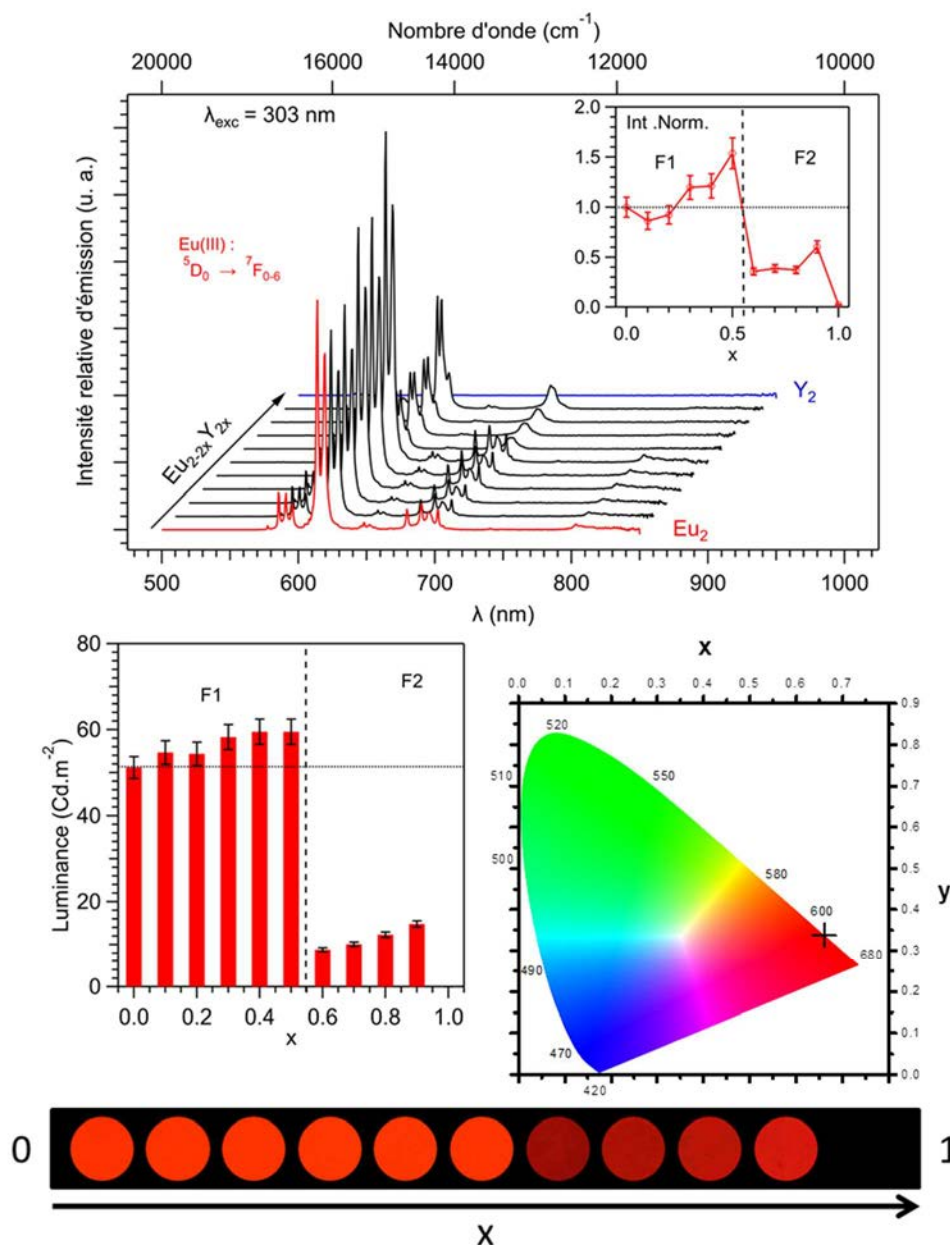 Nombre d'onde (cm⁻¹)
20000 16000 14000 12000 10000
λexc = 303 nm
Intensité relative d'émission (u. a.)
Eu(III) :
⁵D₀ → ⁷F₀₋₆
Eu₂₋₂ₓY₂ₓ
Y₂
Eu₂
500 600 700 800 900 1000
λ (nm)
Int .Norm.
F1 F2
2.0
1.5
1.0
0.5
0.0
0.0 0.5 1.0
x
Luminance (Cd.m⁻²)
80
60
40
20
0
F1 F2
0.0 0.2 0.4 0.6 0.8 1.0
x
x
0.0 0.1 0.2 0.3 0.4 0.5 0.6 0.7
0.9
0.8
0.7
0.6
0.5
0.4
0.3
0.2
0.1
0.0
y
520
510
550
500
580
600
490
680
470
420
0 1
x